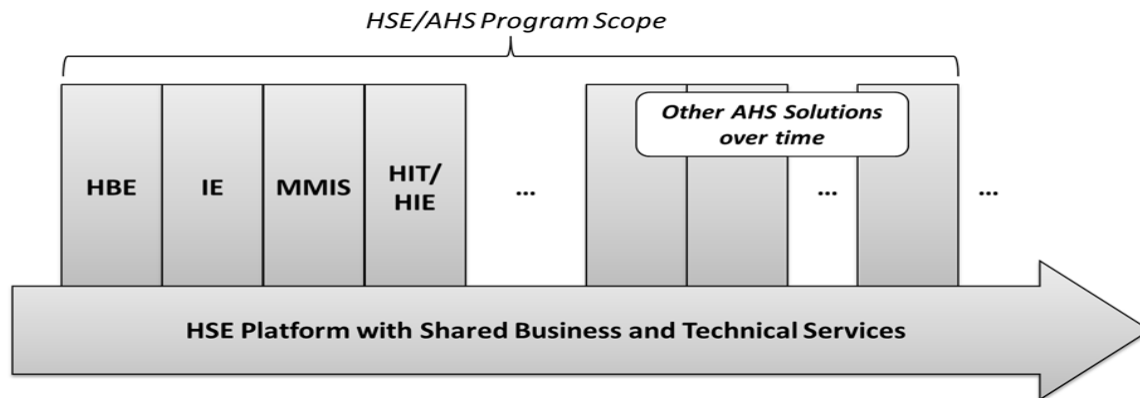 HSE/AHS Program Scope
HBE
IE
MMIS
HIT/
HIE
...
Other AHS Solutions
over time
...
...
HSE Platform with Shared Business and Technical Services